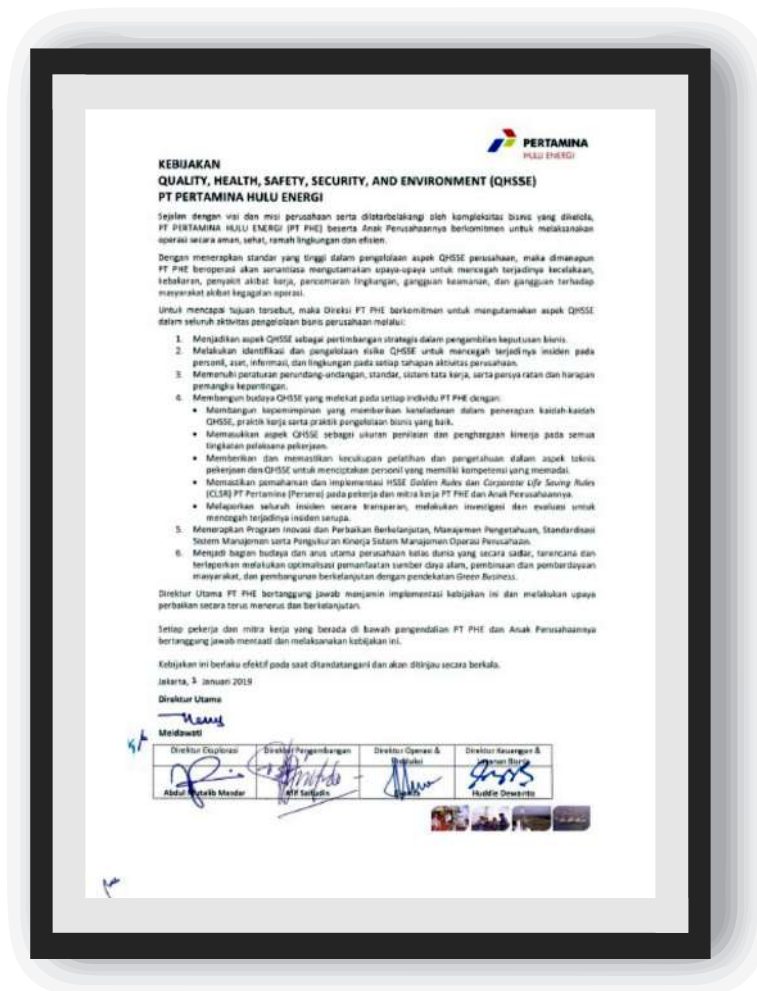 PERTAMINA
HULU ENERGI
KEBIJAKAN
QUALITY, HEALTH, SAFETY, SECURITY, AND ENVIRONMENT (QHSSE)
PT PERTAMINA HULU ENERGI
Sejalan dengan visi dan misi perusahaan serta dilatarbelakangi oleh kompleksitas bisnis yang dikelola,
PT PERTAMINA HULU ENERGI (PT PHE) beserta Anak Perusahaannya berkomitmen untuk melaksanakan
operasi secara aman, sehat, ramah lingkungan dan efisien.
Dengan menerapkan standar yang tinggi dalam pengelolaan aspek QHSSE perusahaan, maka dimanapun
PT PHE beroperasi akan senantiasa mengutamakan upaya-upaya untuk mencegah terjadinya kecelakaan,
kebakaran, penyakit akibat kerja, pencemaran lingkungan, gangguan keamanan, dan gangguan terhadap
masyarakat akibat kegagalan operasi.
Untuk mencapai tujuan tersebut, maka Direksi PT PHE berkomitmen untuk mengutamakan aspek QHSSE
dalam seluruh aktivitas pengelolaan bisnis perusahaan melalui:
1. Menjadikan aspek QHSSE sebagai pertimbangan strategis dalam pengambilan keputusan bisnis.
2. Melakukan identifikasi dan pengelolaan risiko QHSSE untuk mencegah terjadinya insiden pada
personil, aset, informasi, dan lingkungan pada setiap tahapan aktivitas perusahaan.
3. Memenuhi peraturan perundang-undangan, standar, sistem tata kerja, serta persyaratan dan harapan
pemangku kepentingan.
4. Membangun budaya QHSSE yang melekat pada setiap individu PT PHE dengan:
• Membangun kepemimpinan yang memberikan keteladanan dalam penerapan kaidah-kaidah
QHSSE, praktik kerja serta praktik pengelolaan bisnis yang baik.
• Memasukkan aspek QHSSE sebagai ukuran penilaian dan penghargaan kinerja pada semua
tingkatan pelaksana pekerjaan.
• Memberikan dan memastikan kecukupan pelatihan dan pengetahuan dalam aspek teknis
pekerjaan dan QHSSE untuk menciptakan personil yang memiliki kompetensi yang memadai.
• Memastikan pemahaman dan implementasi HSSE Golden Rules dan Corporate Life Saving Rules
(CLSR) PT Pertamina (Persero) pada pekerja dan mitra kerja PT PHE dan Anak Perusahaannya.
• Melaporkan seluruh insiden secara transparan, melakukan investigasi dan evaluasi untuk
mencegah terjadinya insiden serupa.
5. Menerapkan Program Inovasi dan Perbaikan Berkelanjutan, Manajemen Pengetahuan, Standardisasi
Sistem Manajemen serta Pengukuran Kinerja Sistem Manajemen Operasi Perusahaan.
6. Menjadi bagian budaya dan arus utama perusahaan kelas dunia yang secara sadar, terencana dan
terlaporkan melakukan optimalisasi pemanfaatan sumber daya alam, pembinaan dan pemberdayaan
masyarakat, dan pembangunan berkelanjutan dengan pendekatan Green Business.
Direktur Utama PT PHE bertanggung jawab menjamin implementasi kebijakan ini dan melakukan upaya
perbaikan secara terus menerus dan berkelanjutan.
Setiap pekerja dan mitra kerja yang berada di bawah pengendalian PT PHE dan Anak Perusahaannya
bertanggung jawab mentaati dan melaksanakan kebijakan ini.
Kebijakan ini berlaku efektif pada saat ditandatangani dan akan ditinjau secara berkala.
Jakarta, 2 Januari 2019
Direktur Utama
Meidawati
Direktur Eksplorasi
Direktur Pengembangan
Direktur Operasi &
Produksi
Direktur Keuangan &
Layanan Bisnis
Abdul Mutalib Masdar
Afif Saifudin
Huddie Dewanto